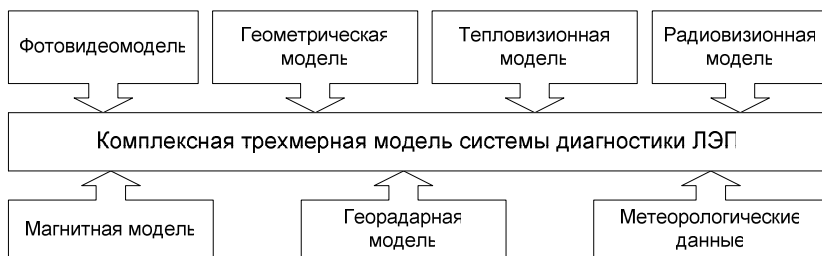 Фотовидеомодель
Геометрическая
модель
Тепловизионная
модель
Радиовизионная
модель
Комплексная трехмерная модель системы диагностики ЛЭП
Магнитная модель
Георадарная
модель
Метеорологические
данные